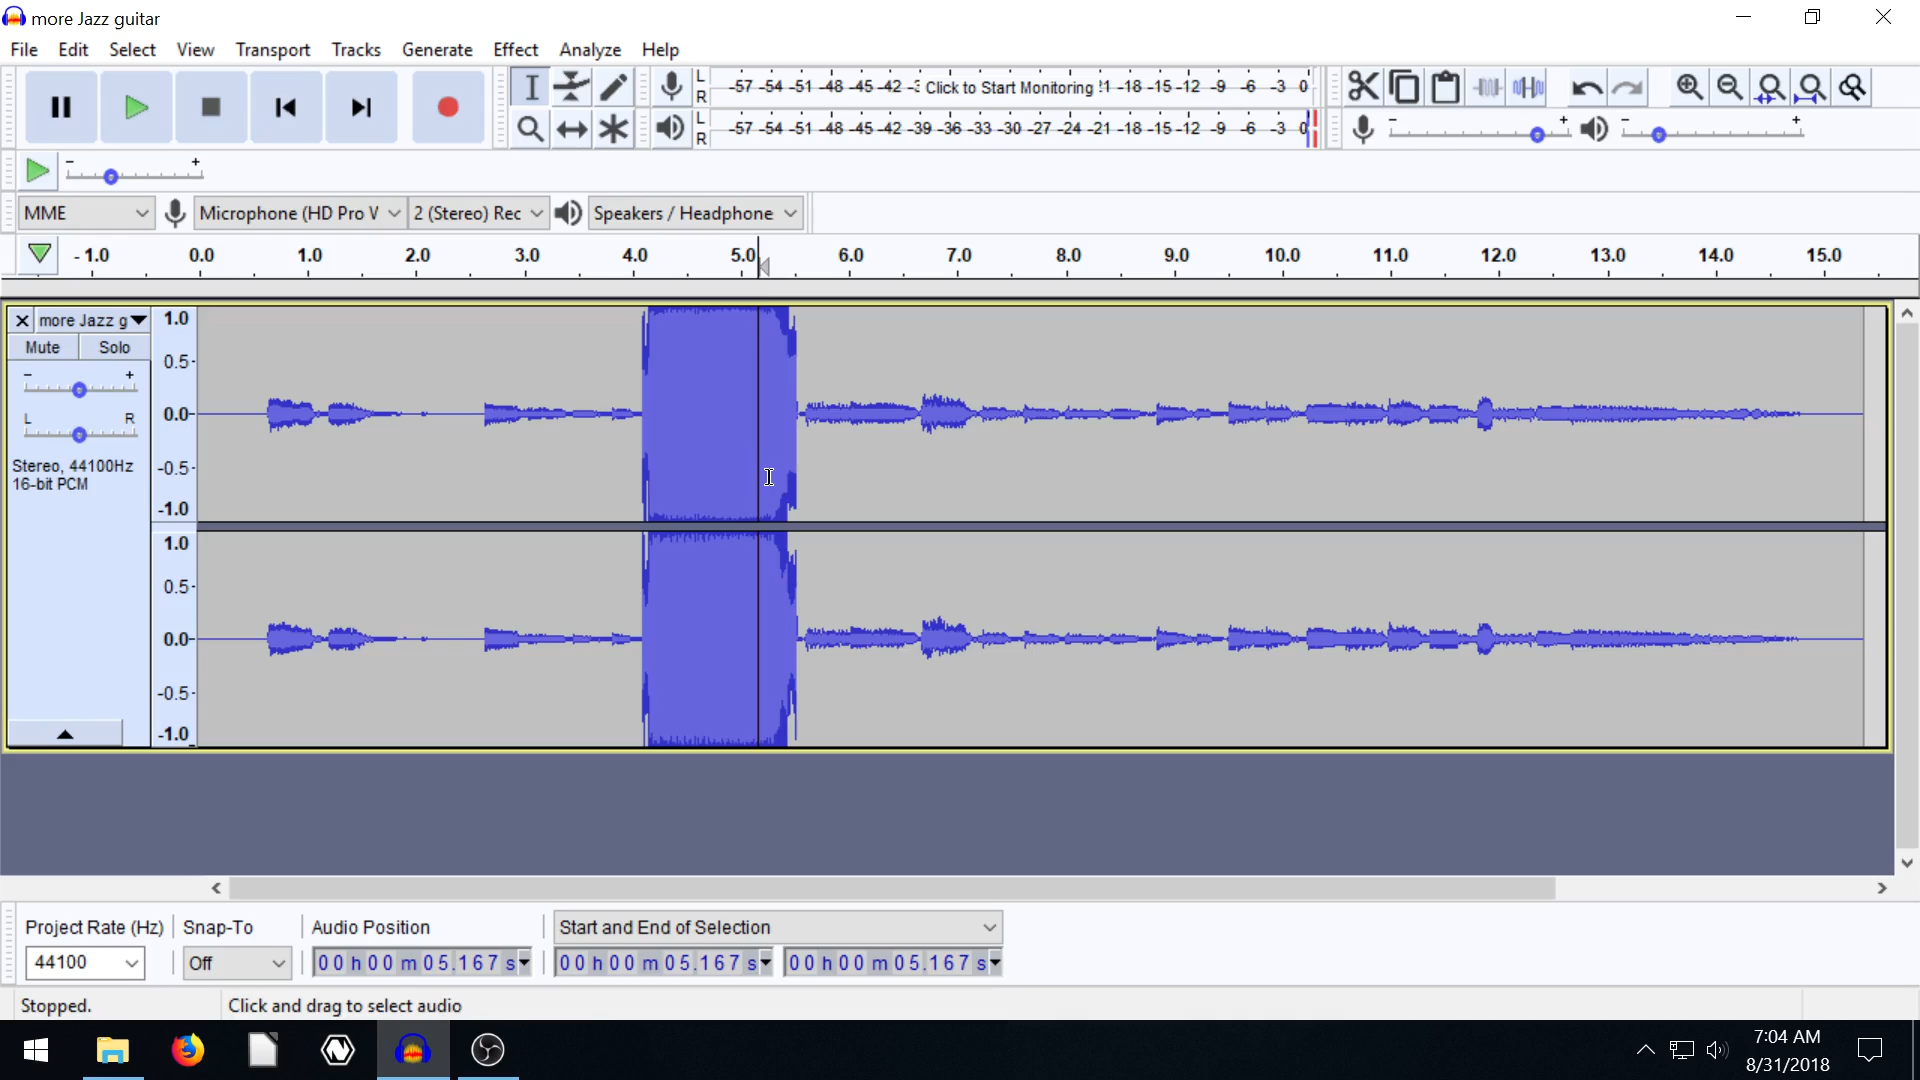 more Jazz guitar
File Edit Select View Transport Tracks Generate Effect Analyze Help
L R -57 -54 -51 -48 -45 -42 -3 Click to Start Monitoring !1 -18 -15 -12 -9 -6 -3 0
L R -57 -54 -51 -48 -45 -42 -39 -36 -33 -30 -27 -24 -21 -18 -15 -12 -9 -6 -3 0
- + - +
- +
MME Microphone (HD Pro V 2 (Stereo) Rec Speakers / Headphone
-1.0 0.0 1.0 2.0 3.0 4.0 5.0 6.0 7.0 8.0 9.0 10.0 11.0 12.0 13.0 14.0 15.0
more Jazz g 1.0
Mute Solo
0.5
- +
0.0
L R
Stereo, 44100Hz -0.5
16-bit PCM
-1.0
1.0
0.5
0.0
-0.5
-1.0
Project Rate (Hz) Snap-To Audio Position Start and End of Selection
44100 Off 00 h 00 m 05.167 s 00 h 00 m 05.167 s 00 h 00 m 05.167 s
Stopped. Click and drag to select audio
7:04 AM
8/31/2018